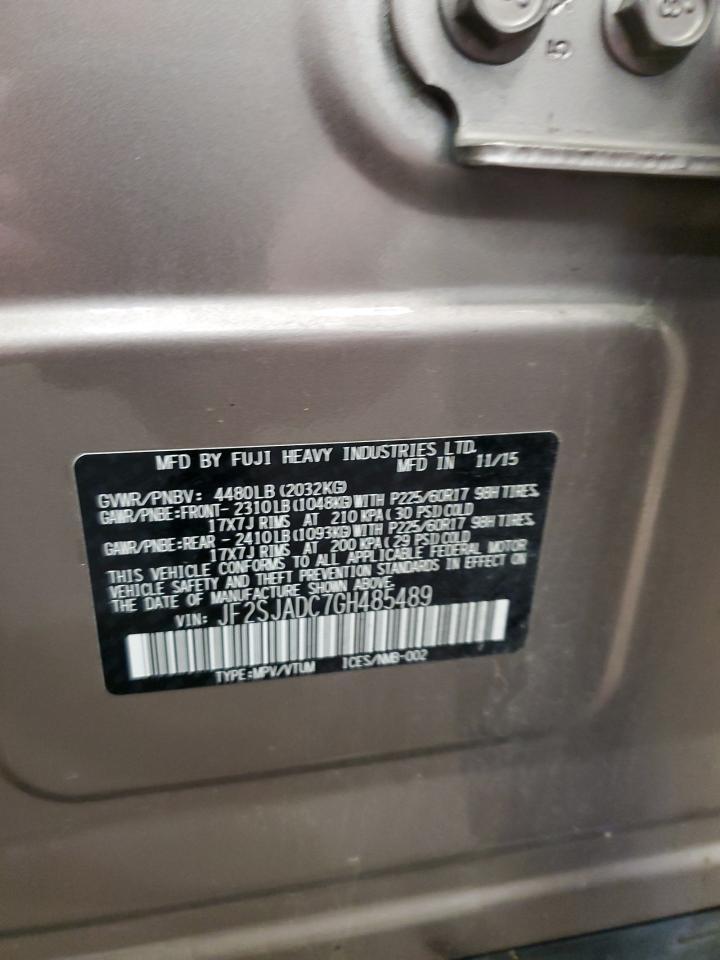 MFD BY FUJI HEAVY INDUSTRIES LTD.
MFD IN 11/15
GVWR/PNBV: 4480LB(2032KG)
GAWR/PNBE:FRONT- 2310LB(1048KG)WITH P225/60R17 98H TIRES.
17X7J RIMS AT 210 KPA(30 PSI)COLD
GAWR/PNBE:REAR - 2410LB(1093KG)WITH P225/60R17 98H TIRES.
17X7J RIMS AT 200 KPA(29 PSI)COLD
THIS VEHICLE CONFORMS TO ALL APPLICABLE FEDERAL MOTOR
VEHICLE SAFETY AND THEFT PREVENTION STANDARDS IN EFFECT ON
THE DATE OF MANUFACTURE SHOWN ABOVE.
VIN: JF2SJADC7GH485489
TYPE:MPV/VTUM ICES/NMB-002